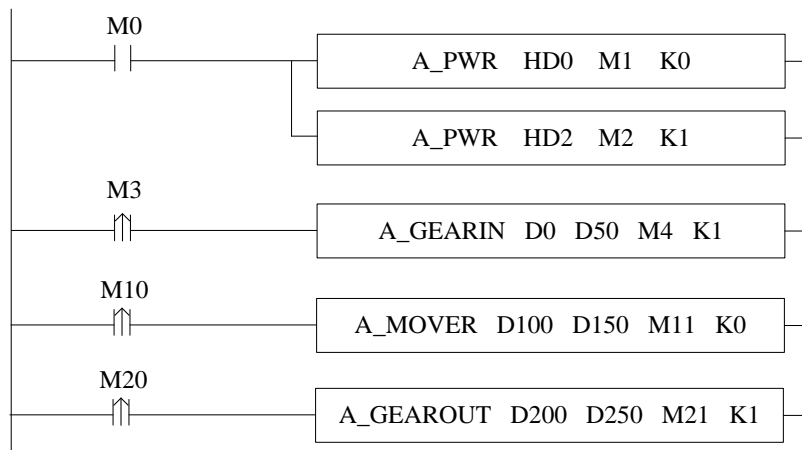 M0
A_PWR HD0 M1 K0
A_PWR HD2 M2 K1
M3
A_GEARIN D0 D50 M4 K1
M10
A_MOVER D100 D150 M11 K0
M20
A_GEAROUT D200 D250 M21 K1